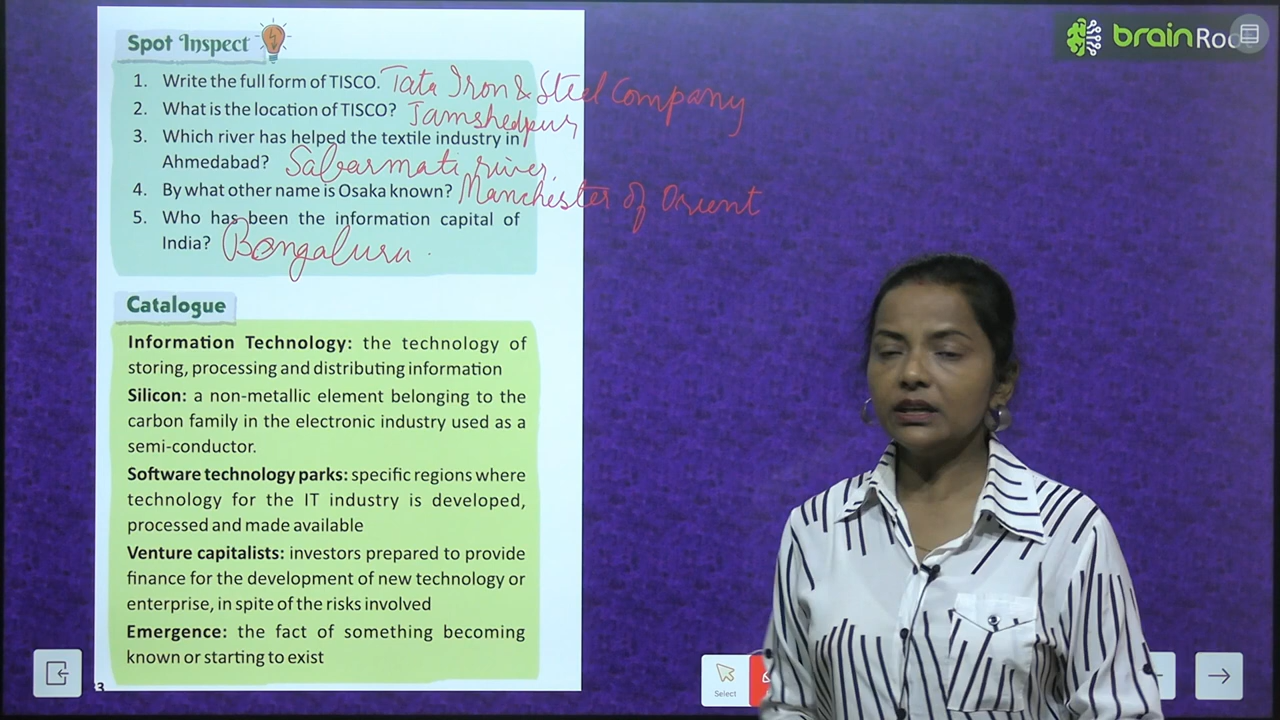 Spot Inspect
brainRo
1. Write the full form of TISCO. Tata Iron & Steel Company
2. What is the location of TISCO? Jamshedpur
3. Which river has helped the textile industry in
Ahmedabad? Sabarmati river.
4. By what other name is Osaka known? Manchester of Orient
5. Who has been the information capital of
India? Bengaluru.
Catalogue
Information Technology: the technology of
storing, processing and distributing information
Silicon: a non-metallic element belonging to the
carbon family in the electronic industry used as a
semi-conductor.
Software technology parks: specific regions where
technology for the IT industry is developed,
processed and made available
Venture capitalists: investors prepared to provide
finance for the development of new technology or
enterprise, in spite of the risks involved
Emergence: the fact of something becoming
known or starting to exist
3
Select